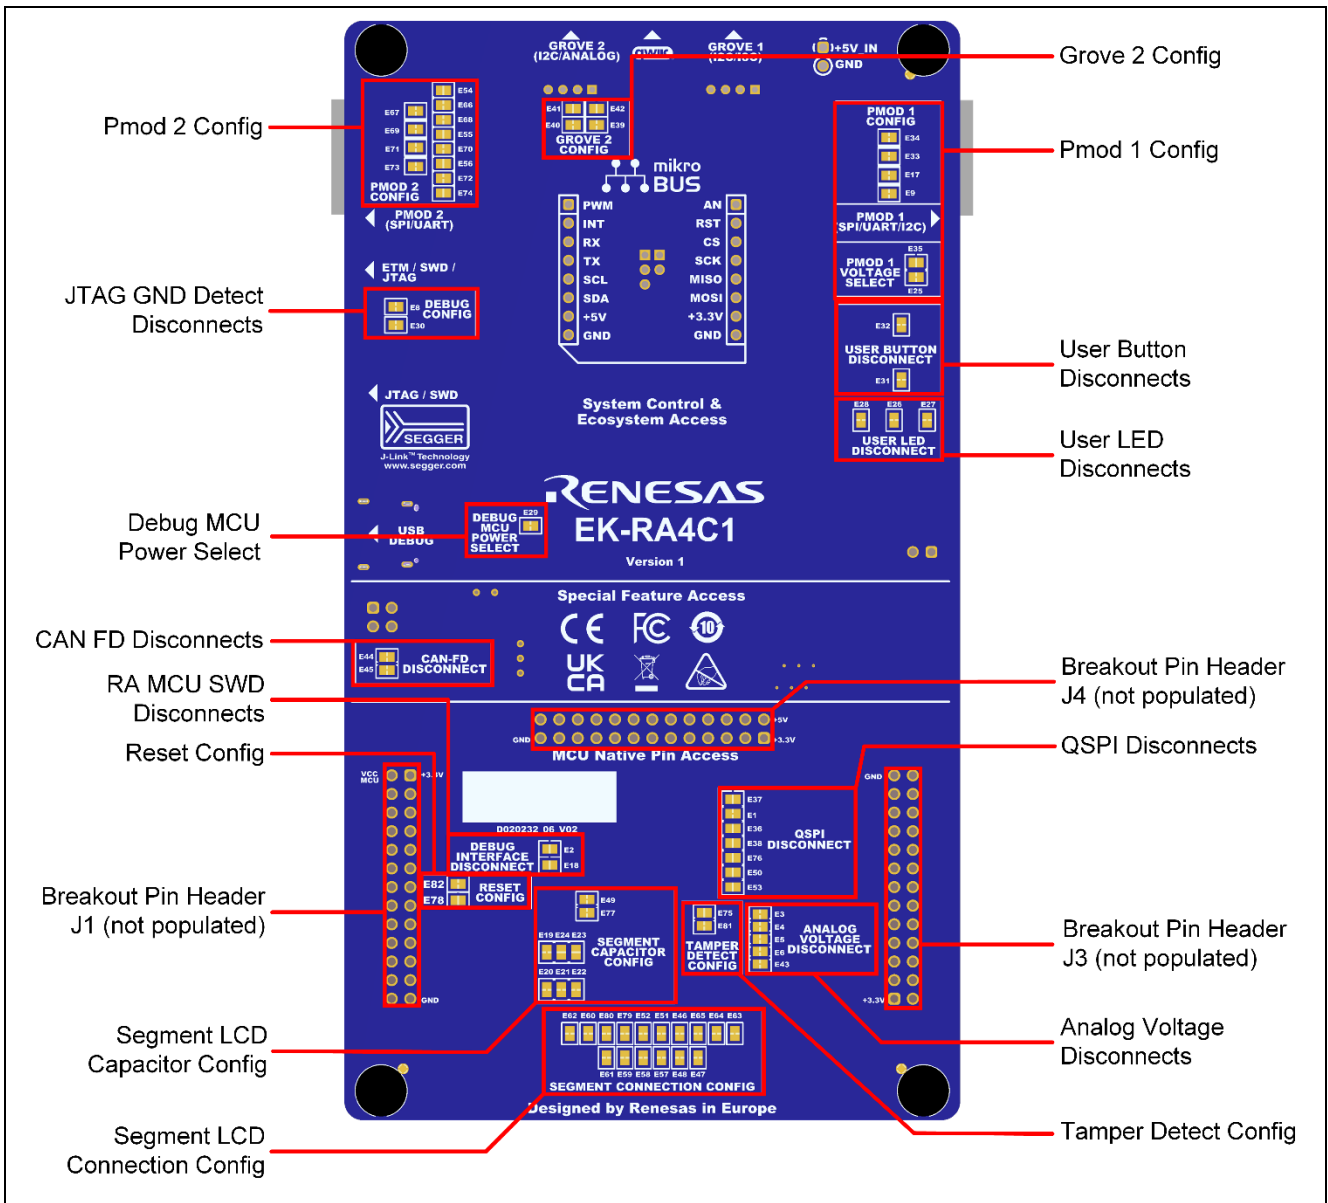 GROVE 2
(I2C/ANALOG)
GROVE 1
+5V_IN
GND
Grove 2 Config
Pmod 2 Config
E54
E66
E67
E68
E69
E55
E71
E70
E73
E56
E72
E74
PMOD 2
CONFIG
PMOD 2
(SPI/UART)
E41
E42
E40
E39
GROVE 2
CONFIG
mikro
BUS
PWM
INT
RX
TX
SCL
SDA
+5V
GND
AN
RST
CS
SCK
MISO
MOSI
+3.3V
GND
PMOD 1
CONFIG
E34
E33
E17
E9
Pmod 1 Config
PMOD 1
(SPI/UART/I2C)
E35
PMOD 1
VOLTAGE
SELECT
E25
ETM / SWD /
JTAG
JTAG GND Detect
Disconnects
E8
DEBUG
CONFIG
E30
E32
USER BUTTON
DISCONNECT
E31
User Button
Disconnects
JTAG / SWD
SEGGER
J-Link™ Technology
www.segger.com
System Control &
Ecosystem Access
E28
E26
E27
USER LED
DISCONNECT
User LED
Disconnects
RENESAS
EK-RA4C1
Version 1
Debug MCU
Power Select
USB
DEBUG
DEBUG
MCU
POWER
SELECT
E29
Special Feature Access
CE
FC
10
UK
CA
CAN FD Disconnects
E44
E45
CAN-FD
DISCONNECT
RA MCU SWD
Disconnects
Reset Config
Breakout Pin Header
J4 (not populated)
+5V
GND
+3.3V
MCU Native Pin Access
QSPI Disconnects
VCC
MCU
+3.3V
GND
D020232_06_V02
E37
E1
E36
E38
E76
E50
E53
QSPI
DISCONNECT
DEBUG
INTERFACE
DISCONNECT
E2
E18
E82
E78
RESET
CONFIG
Breakout Pin Header
J1 (not populated)
GND
E49
E77
E19 E24 E23
SEGMENT
CAPACITOR
CONFIG
E20 E21 E22
E75
E81
TAMPER
DETECT
CONFIG
E3
E4
E5
E6
E43
ANALOG
VOLTAGE
DISCONNECT
+3.3V
Breakout Pin Header
J3 (not populated)
Segment LCD
Capacitor Config
Analog Voltage
Disconnects
E62 E60 E80 E79 E52 E51 E46 E65 E64 E63
E61 E59 E58 E57 E48 E47
SEGMENT CONNECTION CONFIG
Designed by Renesas in Europe
Segment LCD
Connection Config
Tamper Detect Config